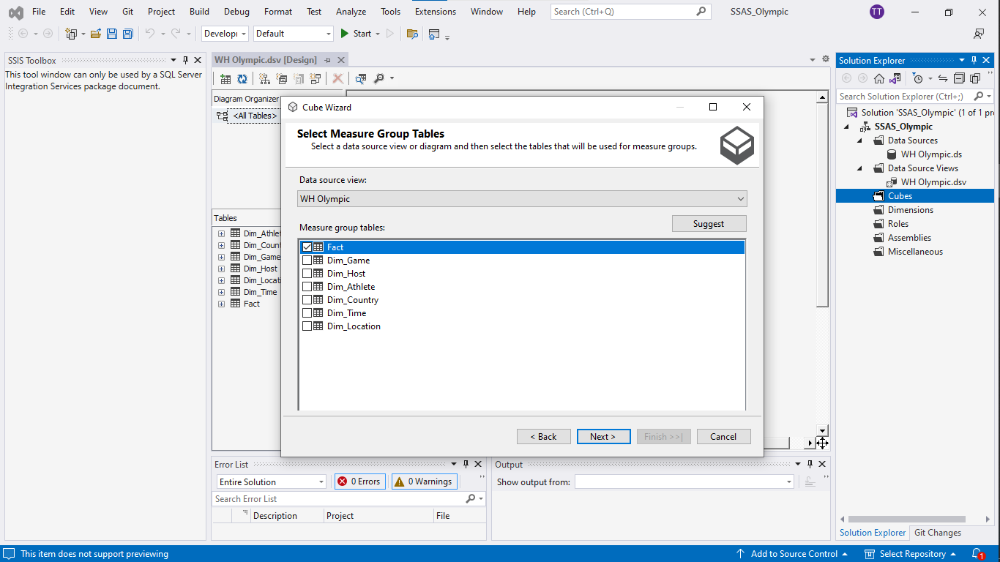 File Edit View Git Project Build Debug Format Test Analyze Tools Extensions Window Help Search (Ctrl+Q) SSAS_Olympic TT
Developi Default Start
SSIS Toolbox
This tool window can only be used by a SQL Server
Integration Services package document.
WH Olympic.dsv [Design]
Diagram Organizer
<All Tables>
Tables
Dim_Athlet
Dim_Count
Dim_Game
Dim_Host
Dim_Locati
Dim_Time
Fact
Cube Wizard
Select Measure Group Tables
Select a data source view or diagram and then select the tables that will be used for measure groups.
Data source view:
WH Olympic
Suggest
Measure group tables:
Fact
Dim_Game
Dim_Host
Dim_Athlete
Dim_Country
Dim_Time
Dim_Location
< Back Next > Finish >>| Cancel
Error List
Entire Solution 0 Errors 0 Warnings
Search Error List
Description Project File
Output
Show output from:
Solution Explorer
Search Solution Explorer (Ctrl+;)
Solution 'SSAS_Olympic' (1 of 1 pr
SSAS_Olympic
Data Sources
WH Olympic.ds
Data Source Views
WH Olympic.dsv
Cubes
Dimensions
Roles
Assemblies
Miscellaneous
Solution Explorer Git Changes
This item does not support previewing Add to Source Control Select Repository 1